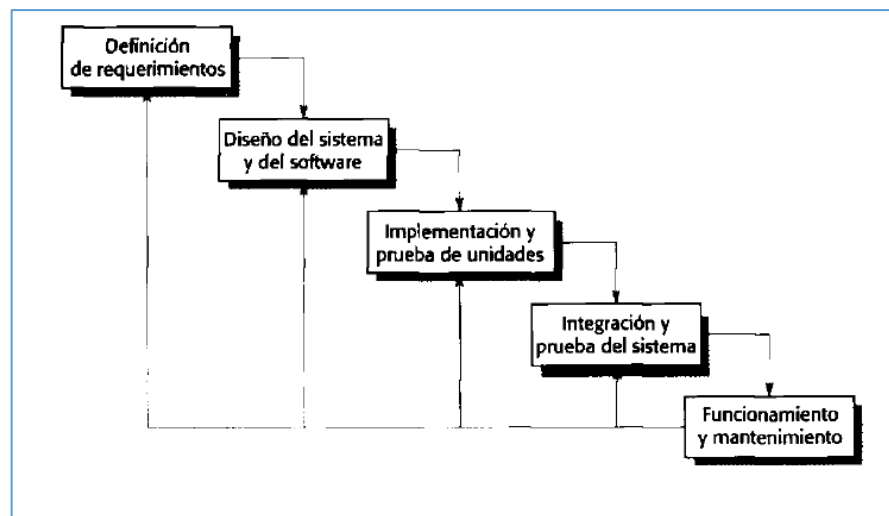 Definición
de requerimientos
Diseño del sistema
y del software
Implementación y
prueba de unidades
Integración y
prueba del sistema
Funcionamiento
y mantenimiento